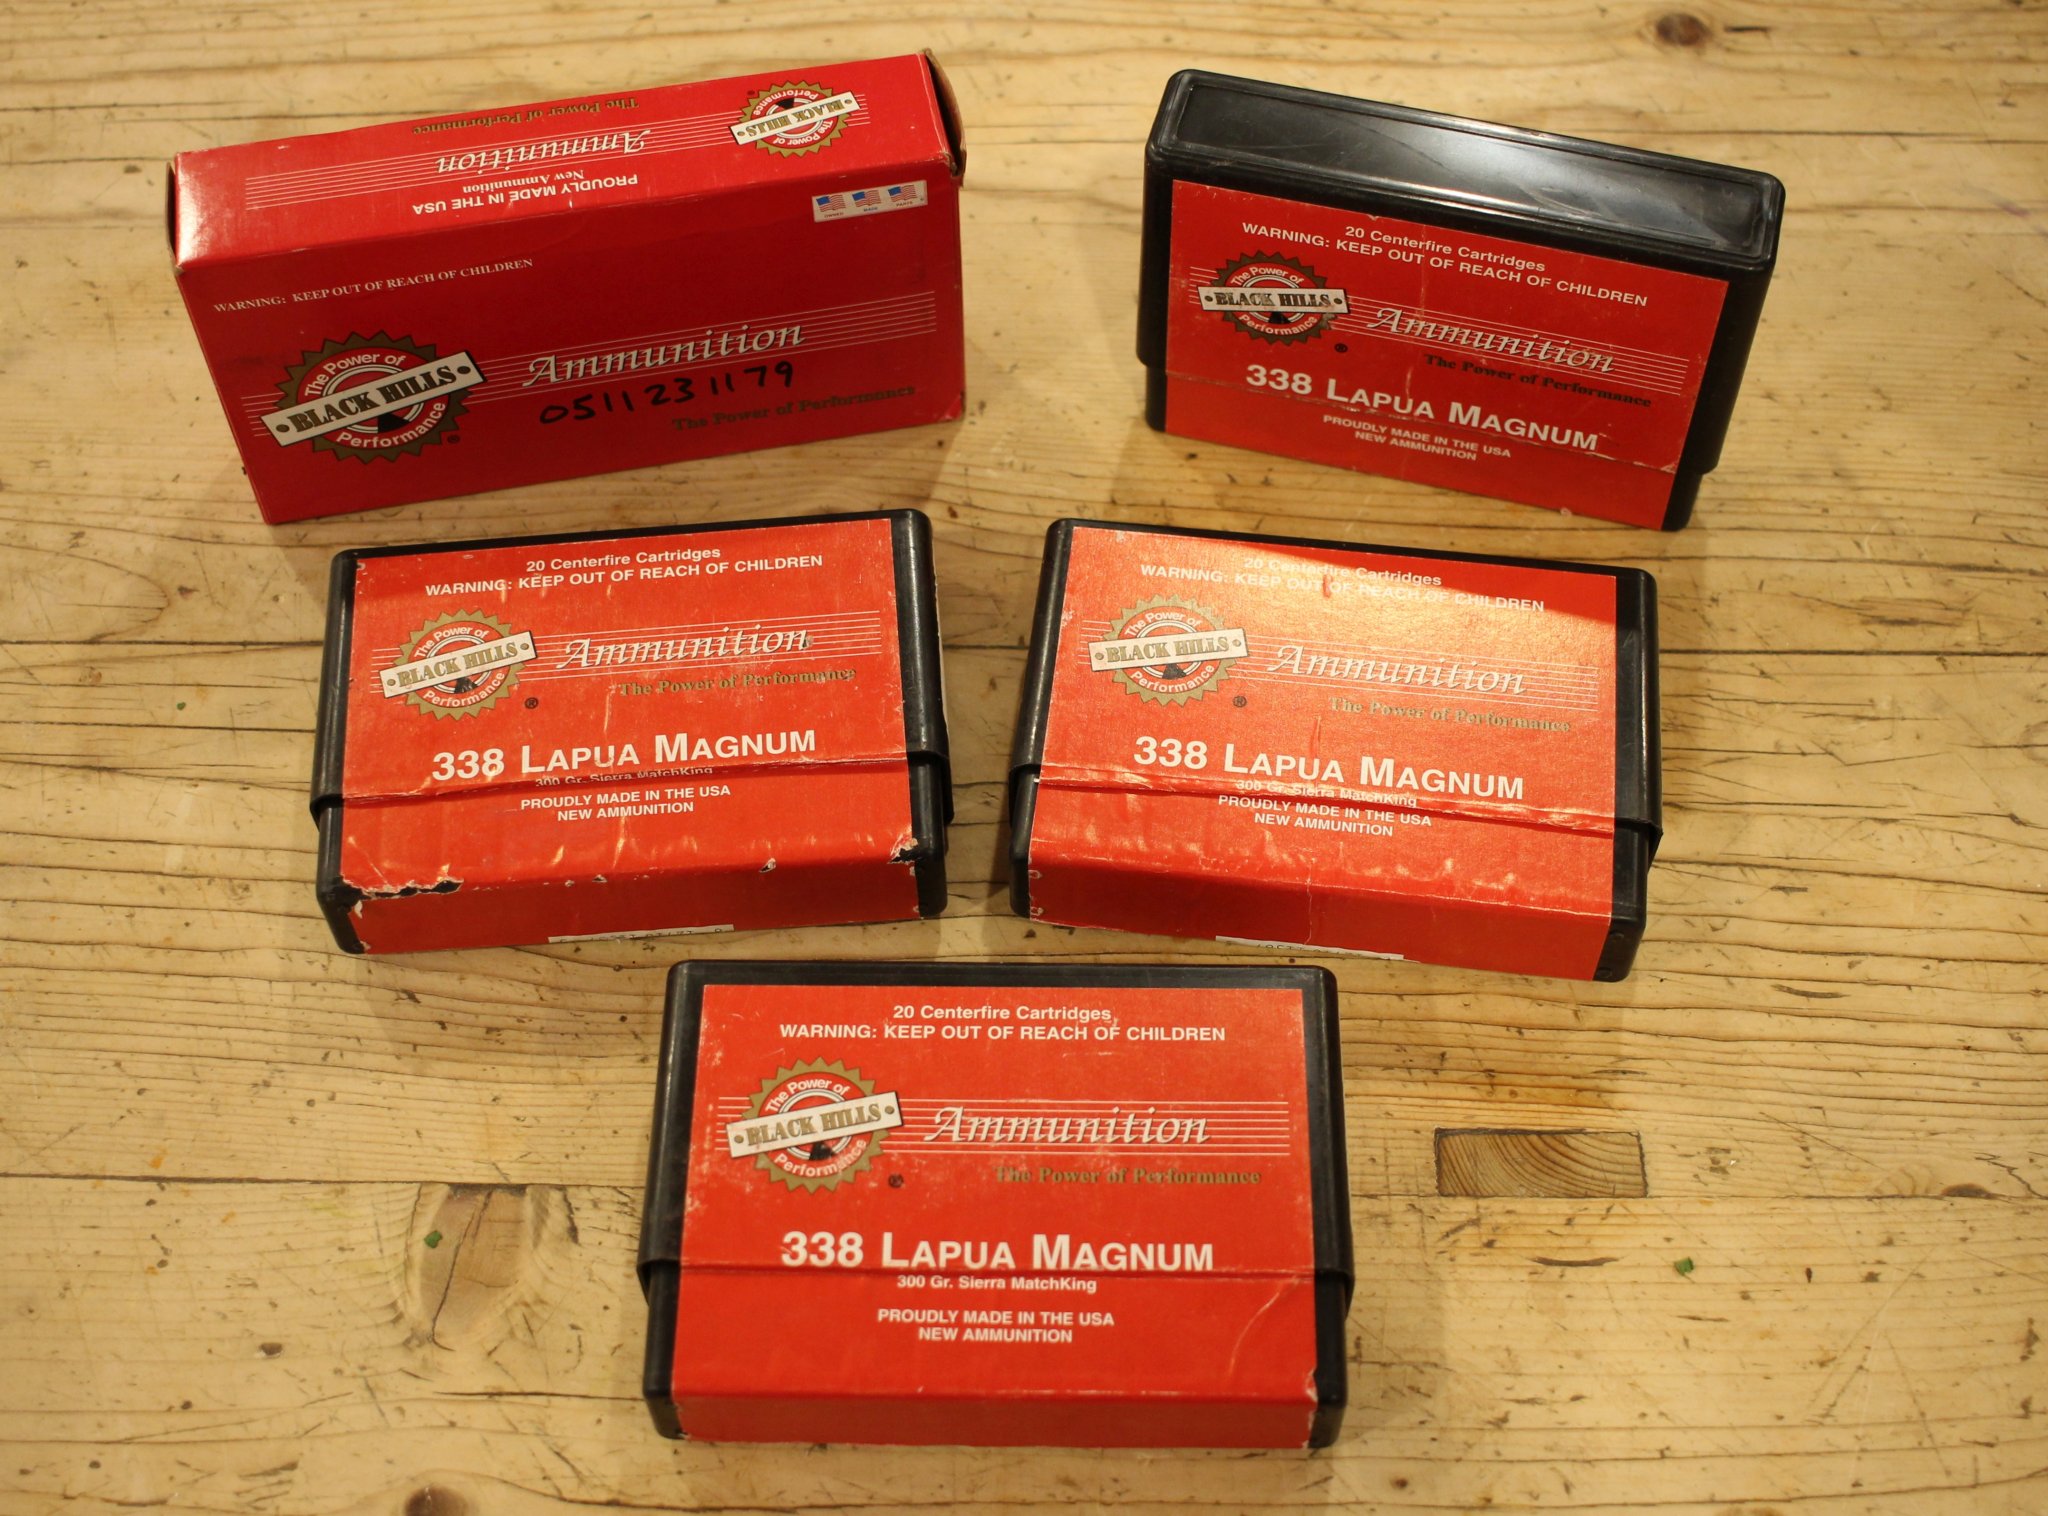 The Power of Performance
Ammunition
New Ammunition
PROUDLY MADE IN THE USA
The Power of
BLACK HILLS
Performance
®
OWNED MADE PARTS
WARNING: KEEP OUT OF REACH OF CHILDREN
The Power of
BLACK HILLS
Performance
®
Ammunition
0511231179
The Power of Performance
20 Centerfire Cartridges
WARNING: KEEP OUT OF REACH OF CHILDREN
The Power of
BLACK HILLS
Performance
®
Ammunition
The Power of Performance
338 LAPUA MAGNUM
PROUDLY MADE IN THE USA
NEW AMMUNITION
20 Centerfire Cartridges
WARNING: KEEP OUT OF REACH OF CHILDREN
The Power of
BLACK HILLS
Performance
®
Ammunition
The Power of Performance
338 LAPUA MAGNUM
300 Gr. Sierra MatchKing
PROUDLY MADE IN THE USA
NEW AMMUNITION
20 Centerfire Cartridges
WARNING: KEEP OUT OF REACH OF CHILDREN
The Power of
BLACK HILLS
Performance
®
Ammunition
The Power of Performance
338 LAPUA MAGNUM
300 Gr. Sierra MatchKing
PROUDLY MADE IN THE USA
NEW AMMUNITION
20 Centerfire Cartridges
WARNING: KEEP OUT OF REACH OF CHILDREN
The Power of
BLACK HILLS
Performance
®
Ammunition
The Power of Performance
338 LAPUA MAGNUM
300 Gr. Sierra MatchKing
PROUDLY MADE IN THE USA
NEW AMMUNITION